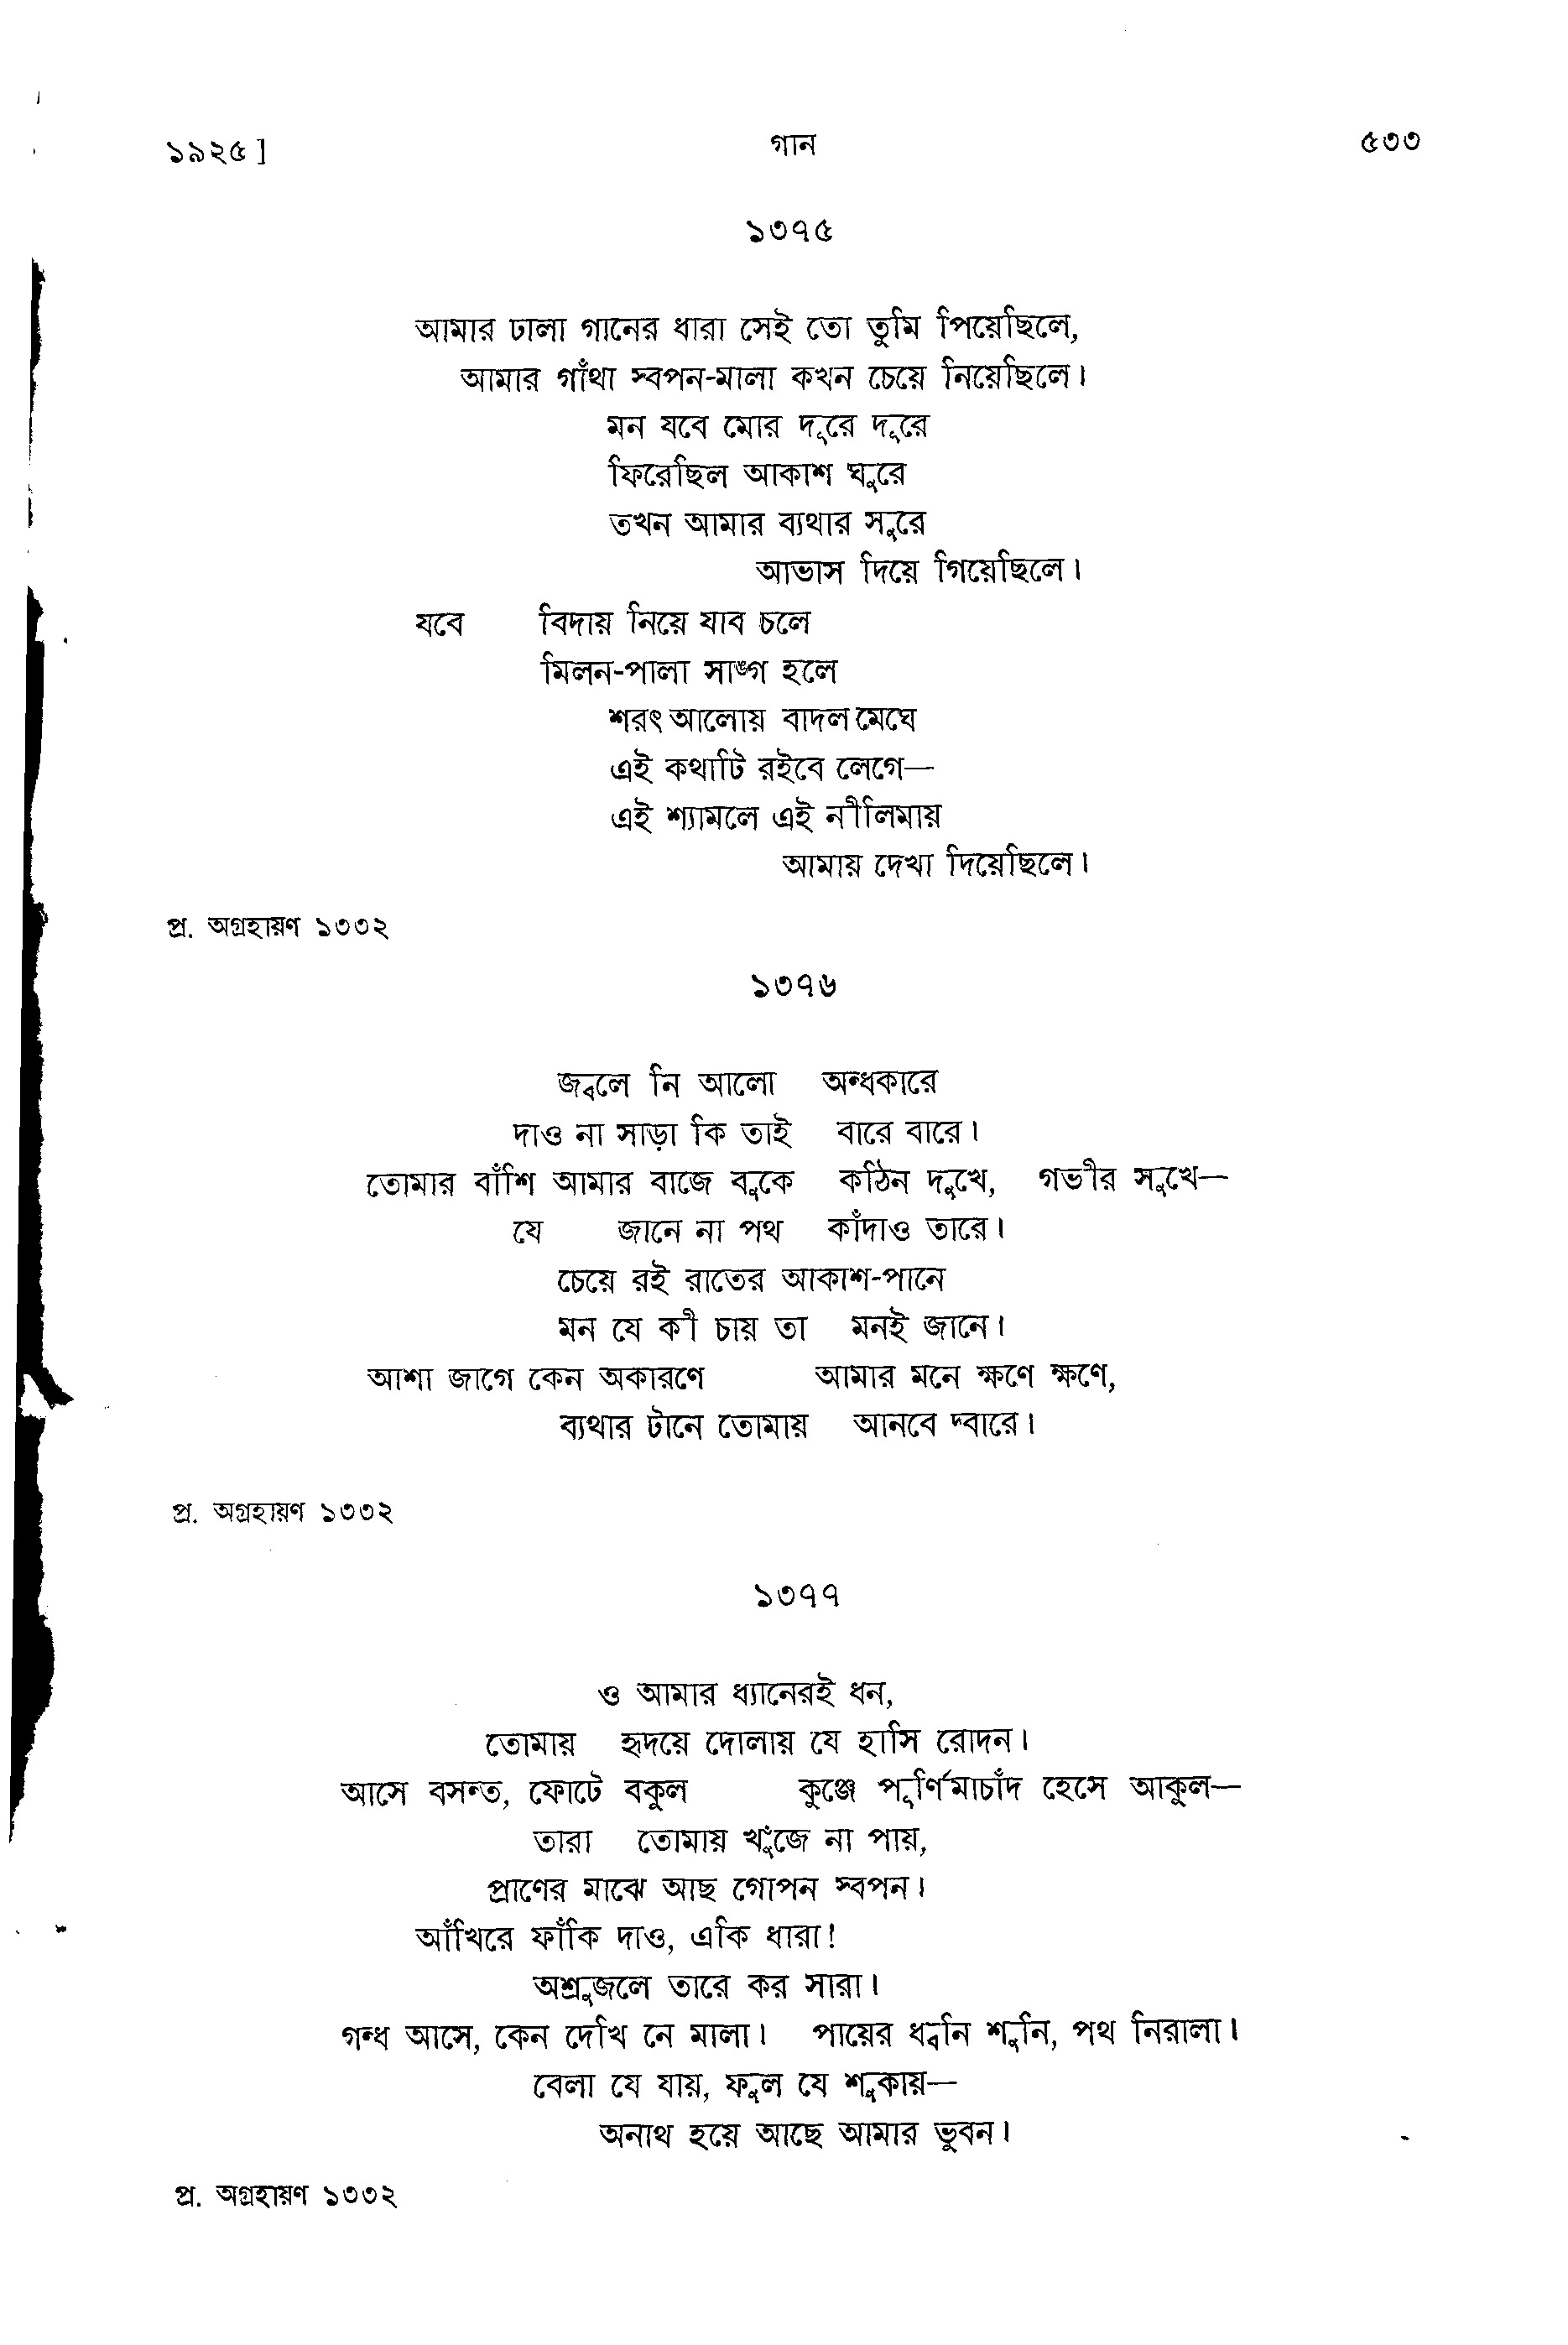 ১৯২৫]	গান	৫৩৩
১৩৭৫
আমার ঢালা গানের ধারা সেই তো তুমি পিয়েছিলে,
আমার গাঁথা স্বপন-মালা কখন চেয়ে নিয়েছিলে।
মন যবে মোর দূরে দূরে
ফিরেছিল আকাশ ঘুরে
তখন আমার ব্যথার সুরে
আভাস দিয়ে গিয়েছিলে।
যবে	বিদায় নিয়ে যাব চলে
মিলন-পালা সাঙ্গ হলে
শরৎ আলোয় বাদল মেঘে
এই কথাটি রইবে লেগে—
এই শ্যামলে এই নীলিমায়
আমায় দেখা দিয়েছিলে।
প্র. অগ্রহায়ণ ১৩৩২
১৩৭৬
জ্বলে নি আলো	অন্ধকারে
দাও না সাড়া কি তাই	বারে বারে।
তোমার বাঁশি আমার বাজে বুকে	কঠিন দুখে,	গভীর সুখে—
যে	জানে না পথ	কাঁদাও তারে।
চেয়ে রই রাতের আকাশ-পানে
মন যে কী চায় তা	মনই জানে।
আশা জাগে কেন অকারণে	আমার মনে ক্ষণে ক্ষণে,
ব্যথার টানে তোমায়	আনবে দ্বারে।
প্র. অগ্রহায়ণ ১৩৩২
১৩৭৭
ও আমার ধ্যানেরই ধন,
তোমায়	হৃদয়ে দোলায় যে হাসি রোদন।
আসে বসন্ত, ফোটে বকুল	কুঞ্জে পূর্ণিমাচাঁদ হেসে আকুল—
তারা	তোমায় খুঁজে না পায়,
প্রাণের মাঝে আছ গোপন স্বপন।
আঁখিরে ফাঁকি দাও, একি ধারা!
অশ্রুজলে তারে কর সারা।
গন্ধ আসে, কেন দেখি নে মালা।	পায়ের ধ্বনি শুনি, পথ নিরালা।
বেলা যে যায়, ফুল যে শুকায়—
অনাথ হয়ে আছে আমার ভুবন।
প্র. অগ্রহায়ণ ১৩৩২